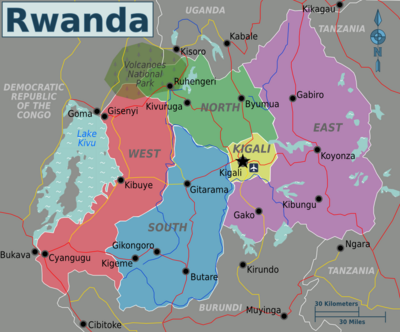 Rwanda
UGANDA
Kikagau
TANZANIA
N
Kabale
Kisoro
Volcanoes
National
Park
Ruhengeri
DEMOCRATIC
REPUBLIC
OF THE
CONGO
Kivuruga
NORTH
Byumua
Gabiro
Goma
Gisenyi
EAST
Lake
Kivu
WEST
KIGALI
Kigali
Koyonza
Kibuye
Gitarama
Kibungu
Gako
SOUTH
Gikongoro
Bukava
Cyangugu
Kigeme
Butare
Kirundo
Ngara
TANZANIA
BURUNDI
Muyinga
Cibitoke
30 Kilometers
30 Miles